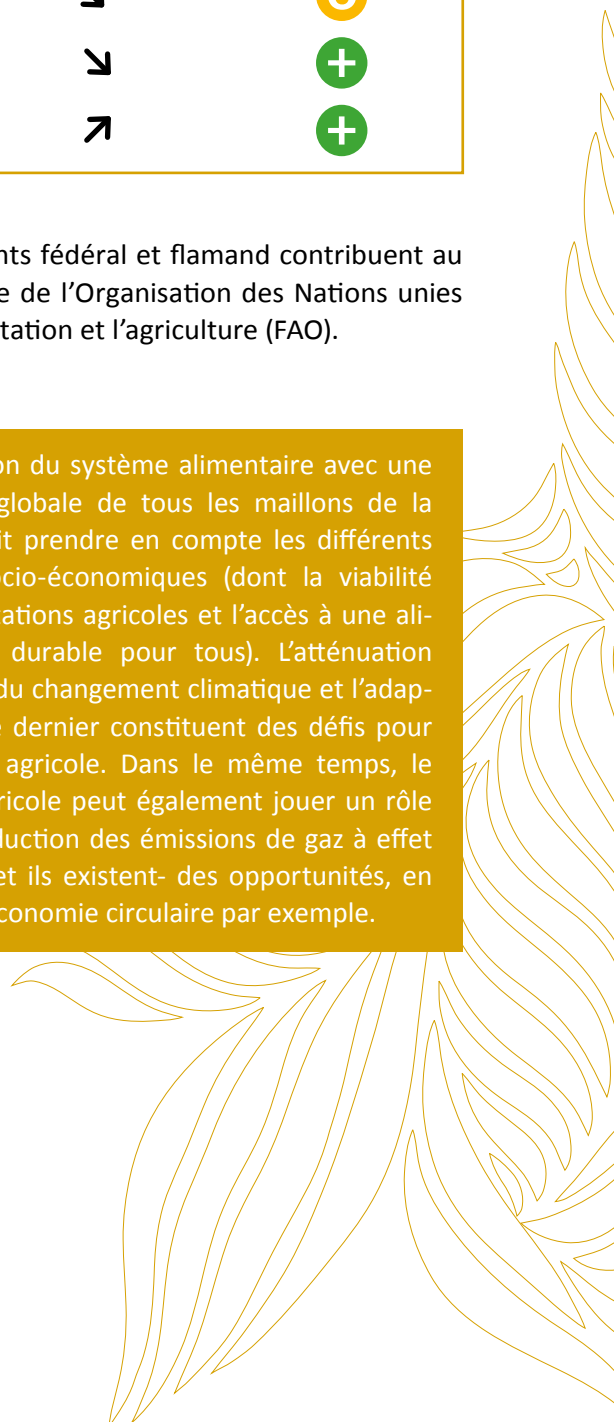 ↘
↘ +
↗ +
nts fédéral et flamand contribuent au
e de l'Organisation des Nations unies
tation et l'agriculture (FAO).
on du système alimentaire avec une
globale de tous les maillons de la
it prendre en compte les différents
cio-économiques (dont la viabilité
tations agricoles et l'accès à une ali-
durable pour tous). L'atténuation
du changement climatique et l'adap-
e dernier constituent des défis pour
agricole. Dans le même temps, le
ricole peut également jouer un rôle
duction des émissions de gaz à effet
et ils existent- des opportunités, en
conomie circulaire par exemple.